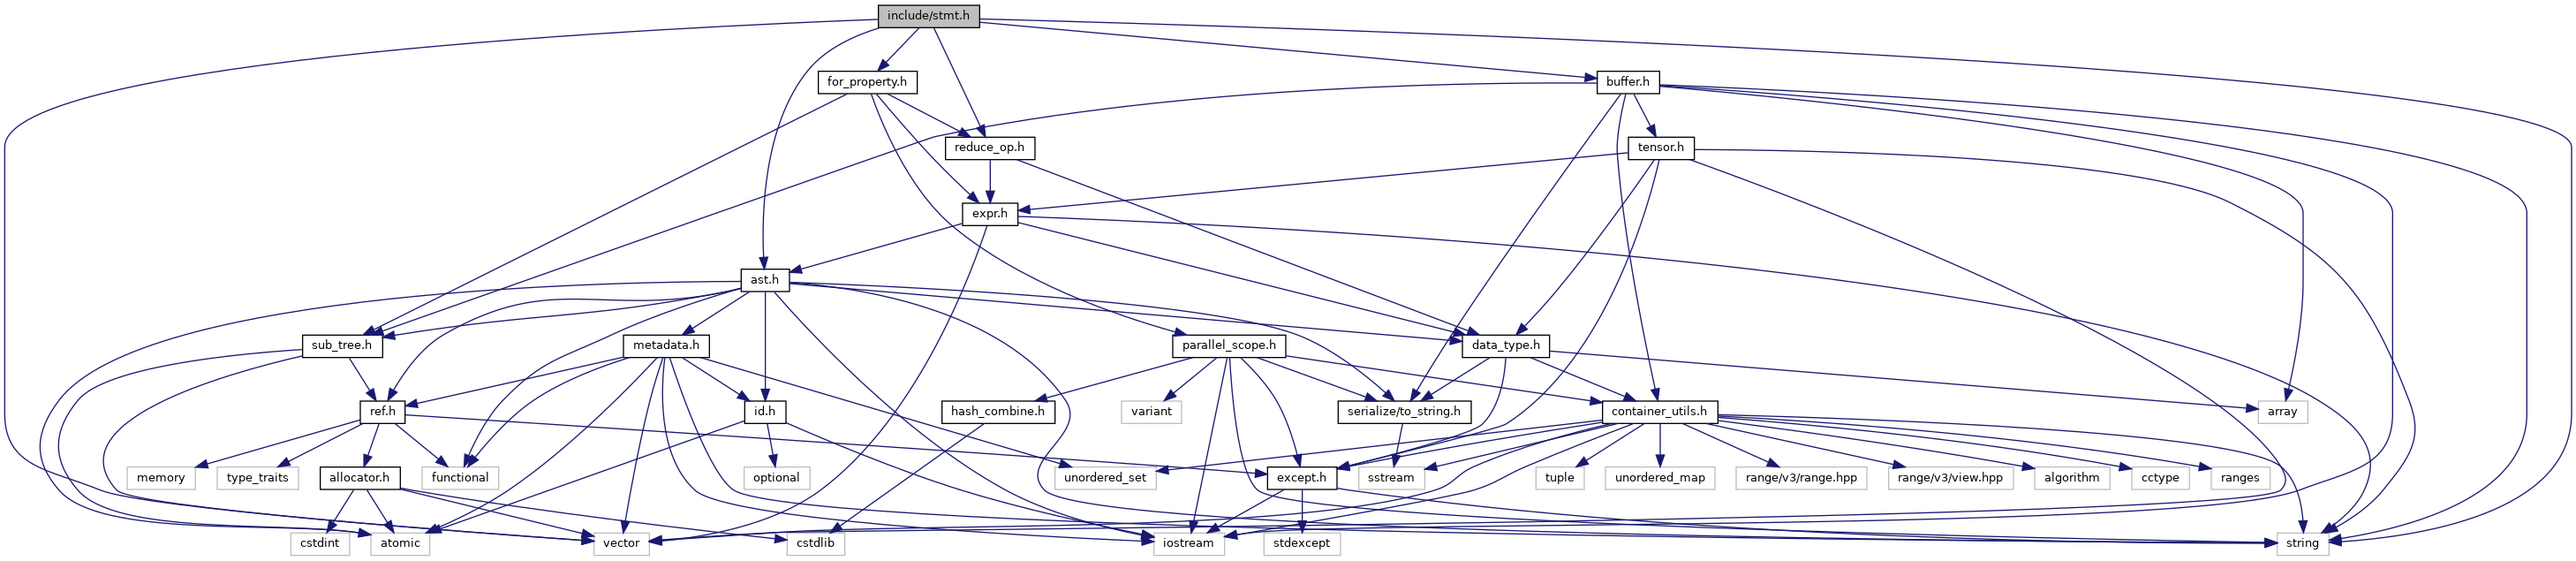 include/stmt.h
for_property.h
buffer.h
reduce_op.h
tensor.h
expr.h
ast.h
sub_tree.h
metadata.h
parallel_scope.h
data_type.h
ref.h
id.h
hash_combine.h
variant
serialize/to_string.h
container_utils.h
array
memory
type_traits
allocator.h
functional
optional
unordered_set
except.h
sstream
tuple
unordered_map
range/v3/range.hpp
range/v3/view.hpp
algorithm
cctype
ranges
cstdint
atomic
vector
cstdlib
iostream
stdexcept
string